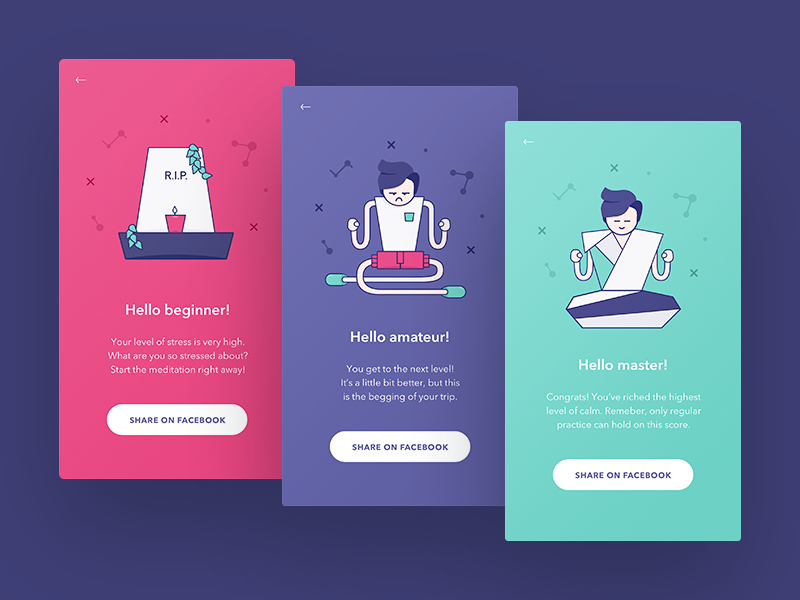 R.I.P.
Hello beginner!
Your level of stress is very high.
What are you so stressed about?
Start the meditation right away!
SHARE ON FACEBOOK
Hello amateur!
You get to the next level!
It's a little bit better, but this
is the begging of your trip.
SHARE ON FACEBOOK
Hello master!
Congrats! You've riched the highest
level of calm. Remeber, only regular
practice can hold on this score.
SHARE ON FACEBOOK